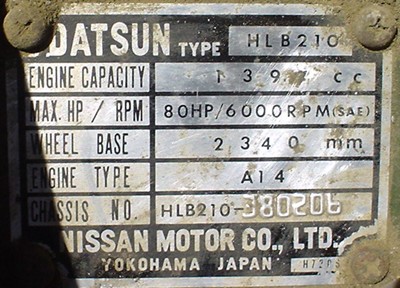 DATSUN TYPE HLB210
ENGINE CAPACITY 1397 cc
MAX. HP / RPM 80HP/6000RPM(SAE)
WHEEL BASE 2340 mm
ENGINE TYPE A14
CHASSIS NO. HLB210-380206
NISSAN MOTOR CO., LTD.
YOKOHAMA JAPAN